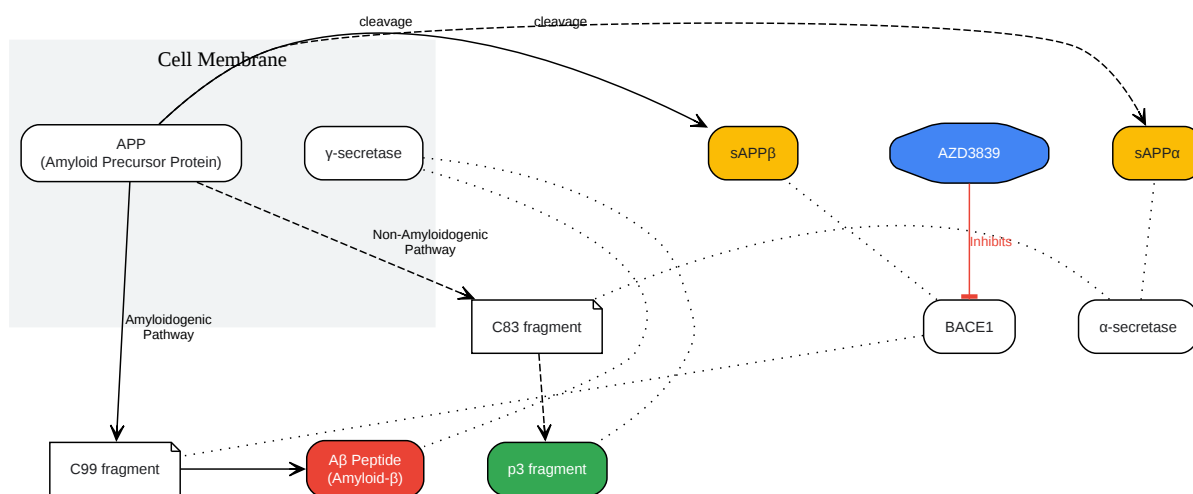 cleavage
cleavage
Cell Membrane
APP
(Amyloid Precursor Protein)
γ-secretase
sAPPβ
AZD3839
sAPPα
Non-Amyloidogenic
Pathway
Inhibits
Amyloidogenic
Pathway
C83 fragment
BACE1
α-secretase
C99 fragment
Aβ Peptide
(Amyloid-β)
p3 fragment